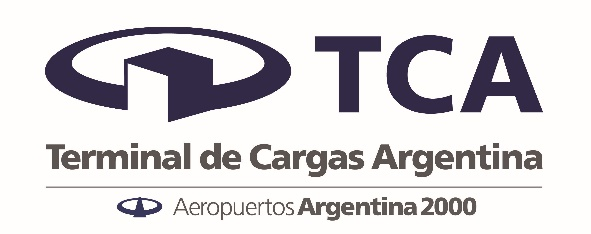 TCA
Terminal de Cargas Argentina
Aeropuertos Argentina 2000